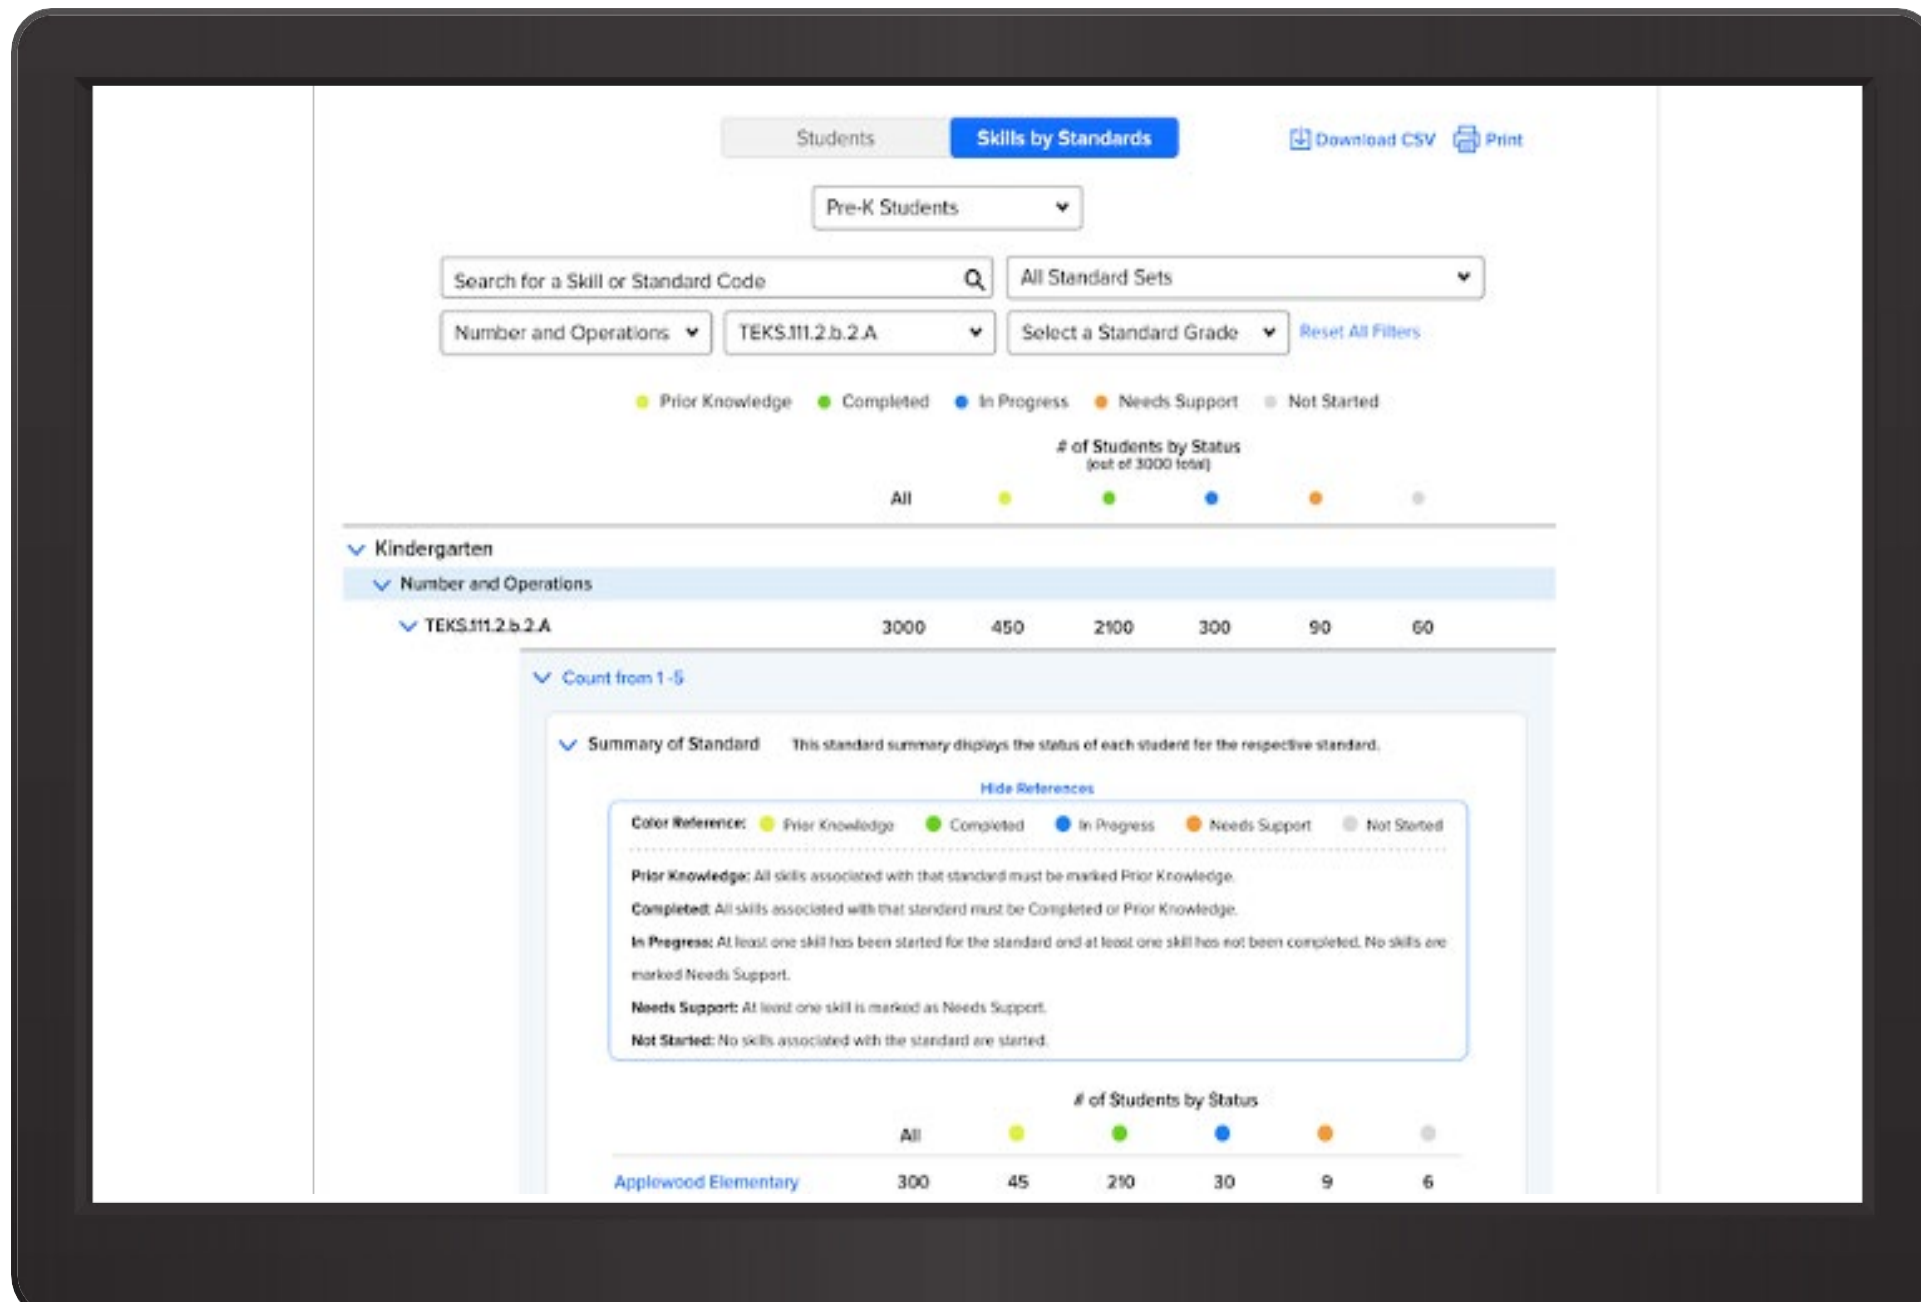 Students Skills by Standards Download CSV Print
Pre-K Students
Search for a Skill or Standard Code All Standard Sets
Number and Operations TEKS.111.2.b.2.A Select a Standard Grade Reset All Filters
Prior Knowledge Completed In Progress Needs Support Not Started
# of Students by Status
(out of 3000 total)
All
Kindergarten
Number and Operations
TEKS.111.2.b.2.A 3000 450 2100 300 90 60
Count from 1 -5
Summary of Standard This standard summary displays the status of each student for the respective standard.
Hide References
Color Reference: Prior Knowledge Completed In Progress Needs Support Not Started
Prior Knowledge: All skills associated with that standard must be marked Prior Knowledge.
Completed: All skills associated with that standard must be Completed or Prior Knowledge.
In Progress: At least one skill has been started for the standard and at least one skill has not been completed. No skills are
marked Needs Support.
Needs Support: At least one skill is marked as Needs Support.
Not Started: No skills associated with the standard are started.
# of Students by Status
All
Applewood Elementary 300 45 210 30 9 6